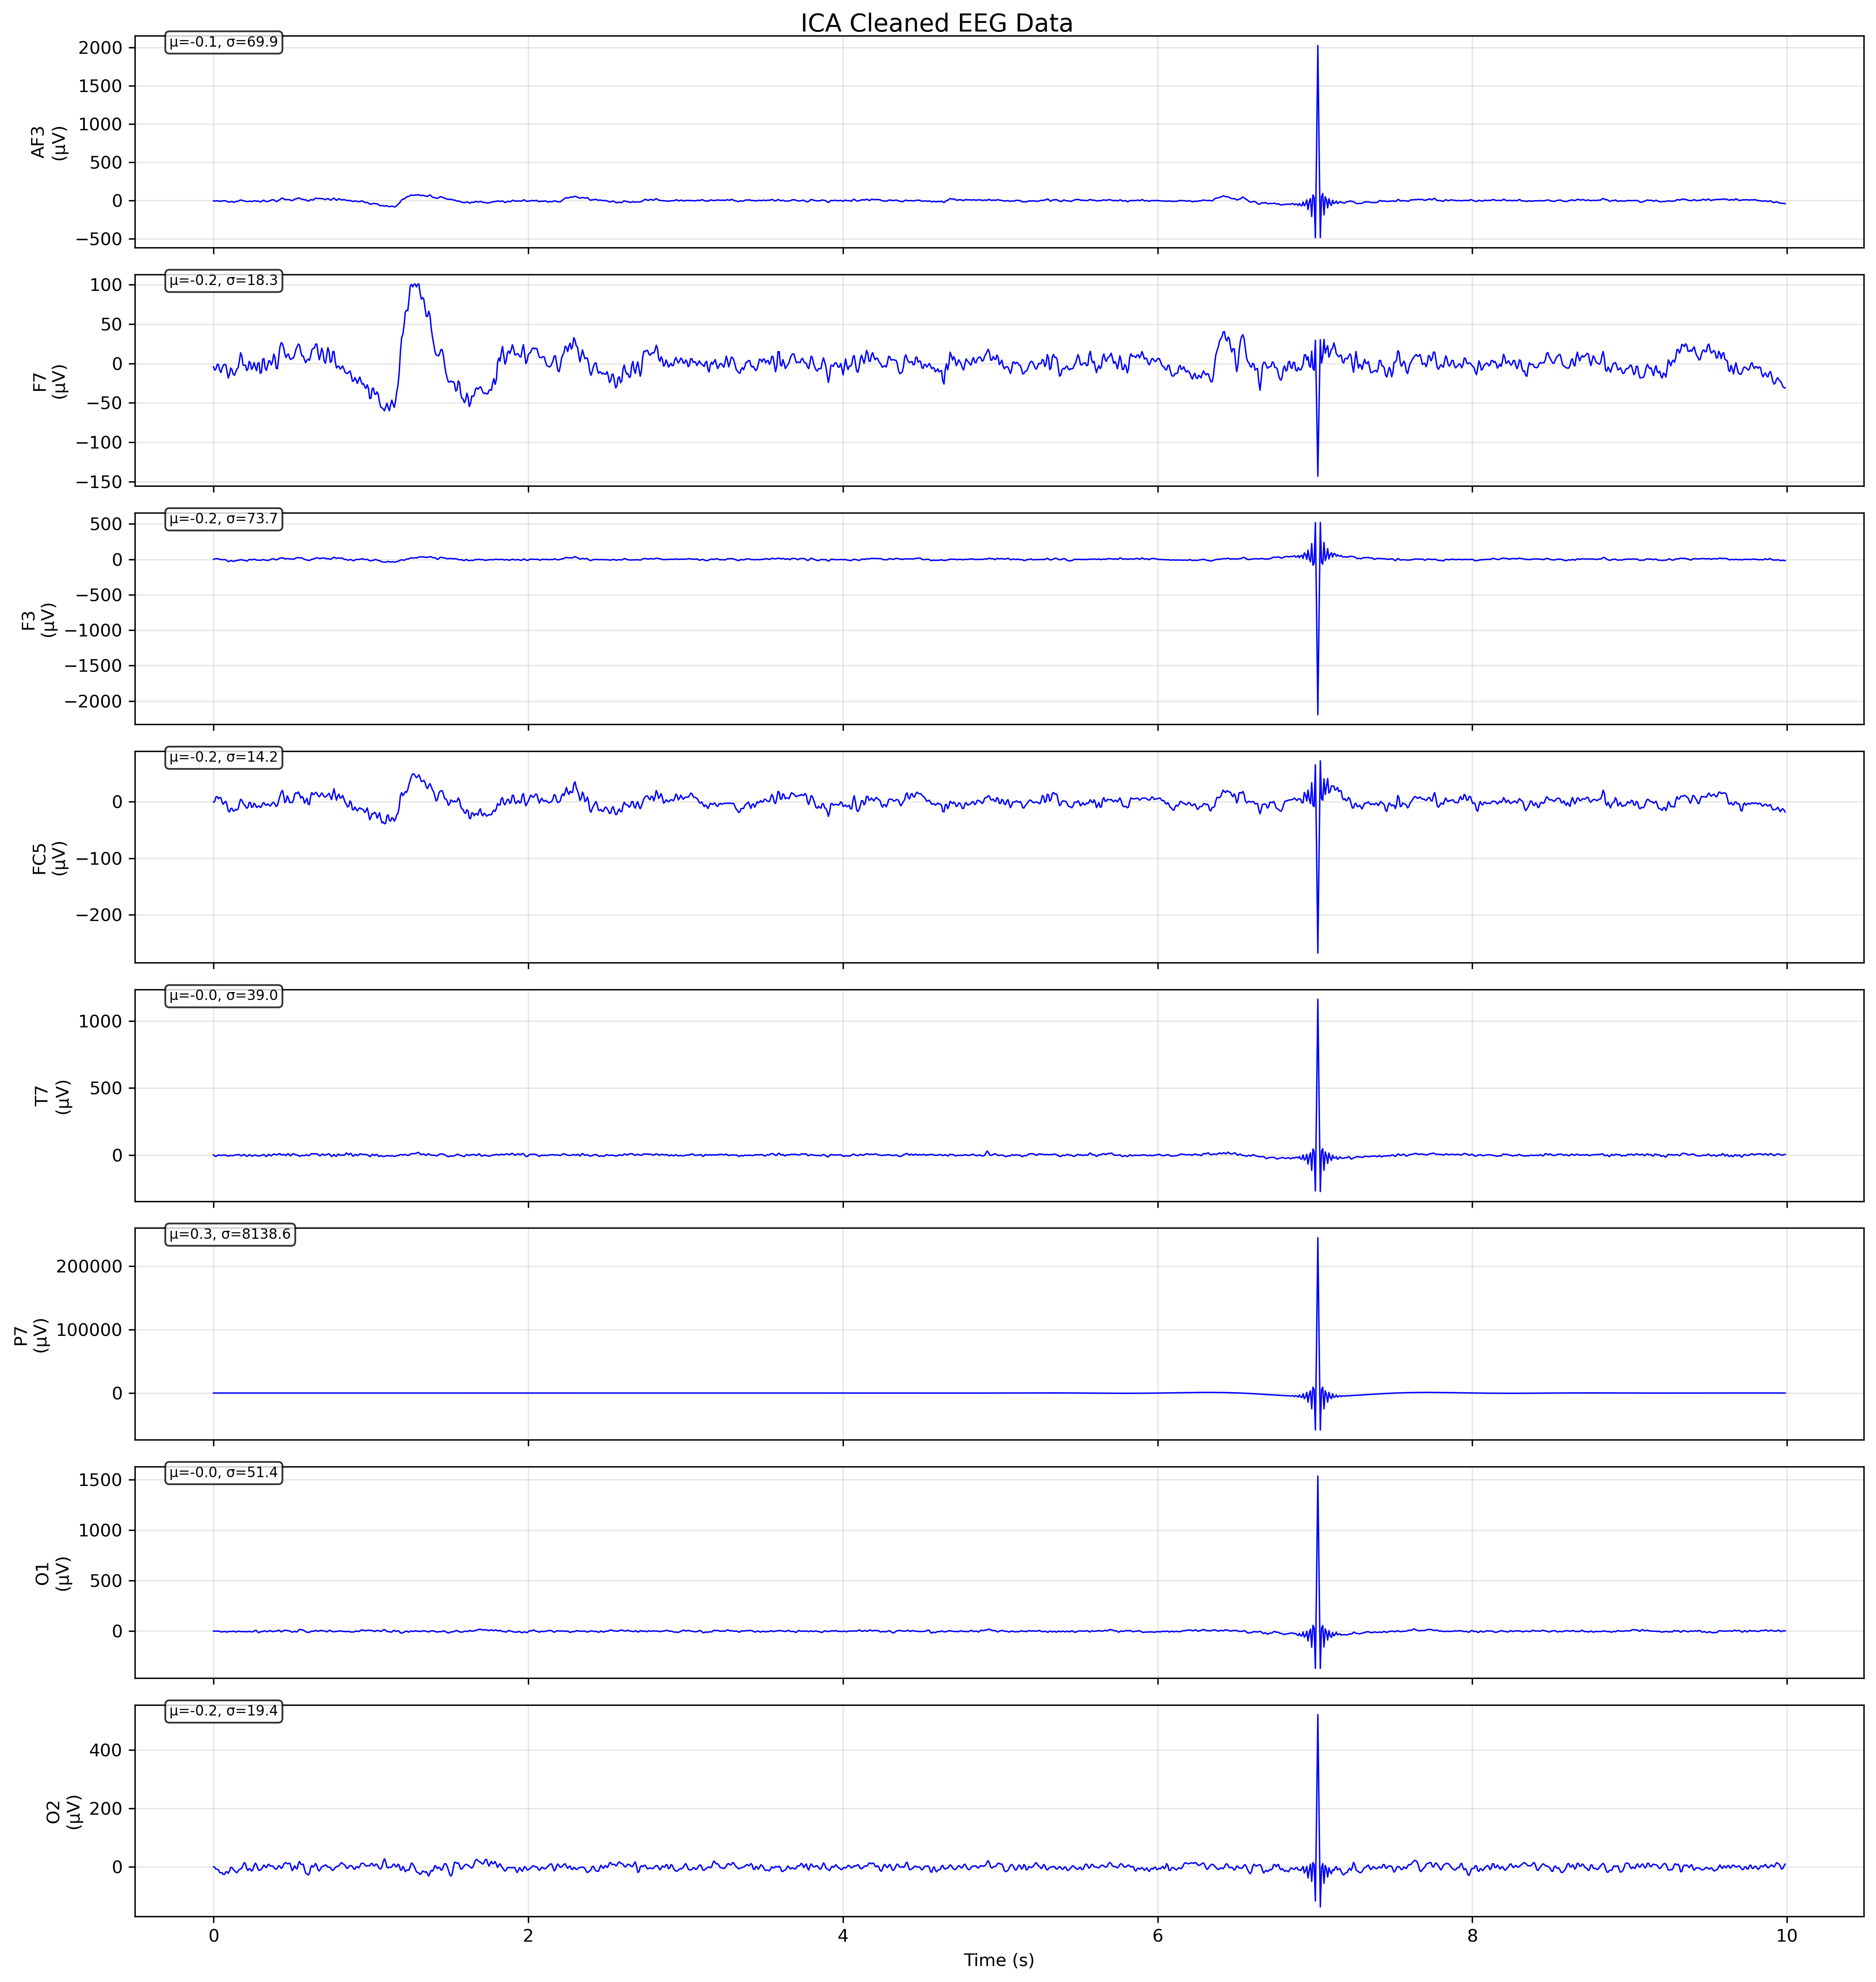 ICA Cleaned EEG Data
μ=-0.1, σ=69.9
2000
1500
1000
500
0
−500
AF3
(μV)
μ=-0.2, σ=18.3
100
50
0
−50
−100
−150
F7
(μV)
μ=-0.2, σ=73.7
500
0
−500
−1000
−1500
−2000
F3
(μV)
μ=-0.2, σ=14.2
0
−100
−200
FC5
(μV)
μ=-0.0, σ=39.0
1000
500
0
T7
(μV)
μ=0.3, σ=8138.6
200000
100000
0
P7
(μV)
μ=-0.0, σ=51.4
1500
1000
500
0
O1
(μV)
μ=-0.2, σ=19.4
400
200
0
O2
(μV)
0 2 4 6 8 10
Time (s)